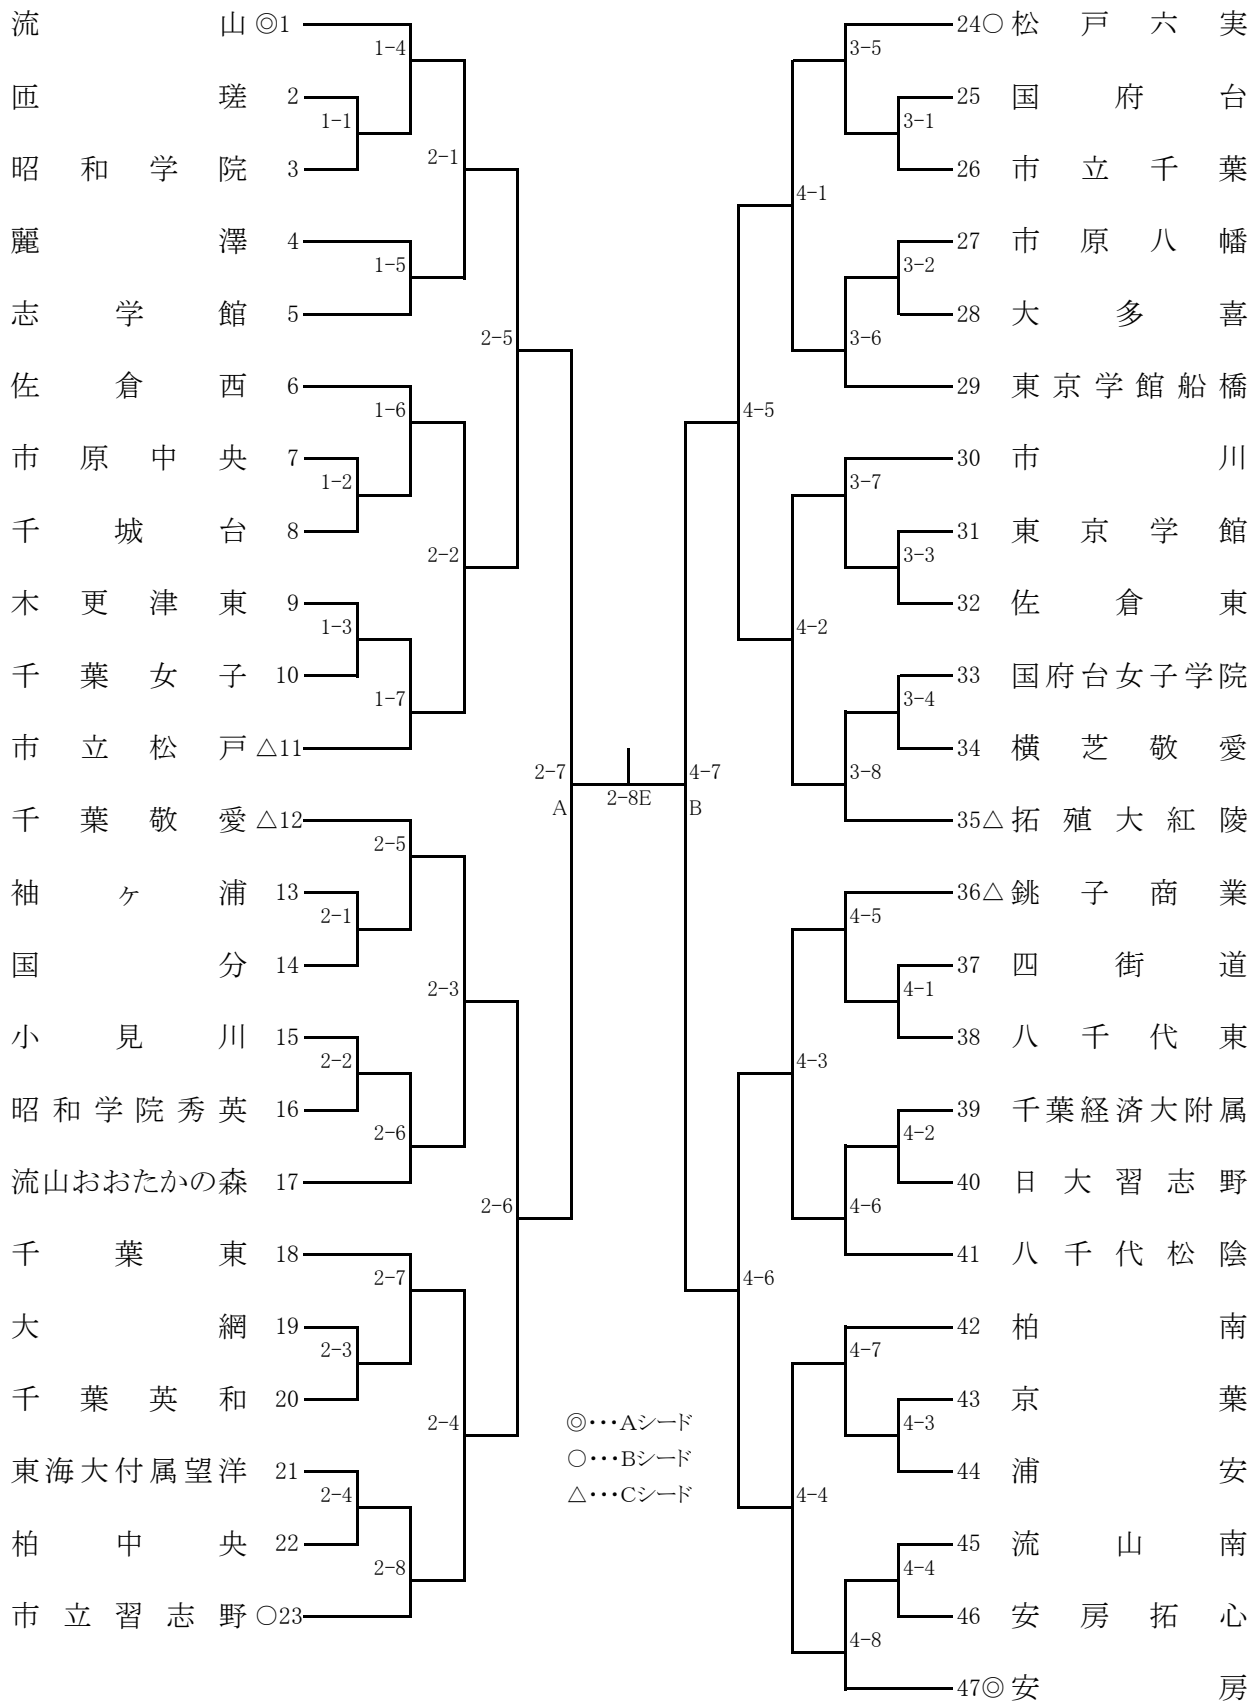 流山 ◎1
1-4
匝瑳 2
1-1
昭和学院 3
2-1
麗澤 4
1-5
志学館 5
2-5
佐倉西 6
1-6
市原中央 7
1-2
千城台 8
2-2
木更津東 9
1-3
千葉女子 10
1-7
市立松戸 △11
2-7
A
千葉敬愛 △12
2-5
袖ヶ浦 13
2-1
国分 14
2-3
小見川 15
2-2
昭和学院秀英 16
2-6
流山おおたかの森 17
2-6
千葉東 18
2-7
大網 19
2-3
千葉英和 20
2-4
東海大付属望洋 21
2-4
柏中央 22
2-8
市立習志野 ○23
2-8E
◎・・・Aシード
○・・・Bシード
△・・・Cシード
24○ 松戸六実
3-5
25 国府台
3-1
26 市立千葉
4-1
27 市原八幡
3-2
28 大多喜
3-6
29 東京学館船橋
4-5
30 市川
3-7
31 東京学館
3-3
32 佐倉東
4-2
33 国府台女子学院
3-4
34 横芝敬愛
3-8
4-7
B
35△ 拓殖大紅陵
36△ 銚子商業
4-5
37 四街道
4-1
38 八千代東
4-3
39 千葉経済大附属
4-2
40 日大習志野
4-6
41 八千代松陰
4-6
42 柏南
4-7
43 京葉
4-3
44 浦安
4-4
45 流山南
4-4
46 安房拓心
4-8
47◎ 安房